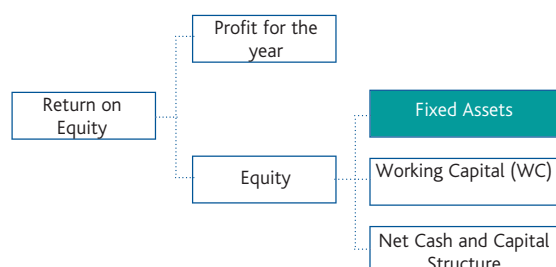 Profit for the
year
Return on
Equity
Fixed Assets
Equity
Working Capital (WC)
Net Cash and Capital
Structure